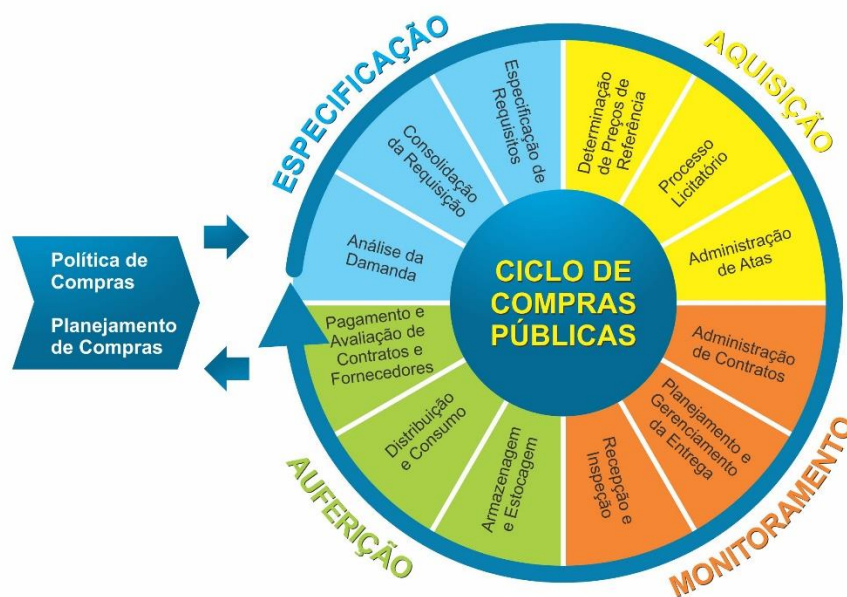 ESPECIFICAÇÃO
Análise da
Damanda
Consolidação
da Requisição
Especificação de
Requisitos
AQUISIÇÃO
Determinação
de Preços de
Referência
Processo
Licitatório
Administração
de Atas
MONITORAMENTO
Administração
de Contratos
Planejamento e
Gerenciamento
da Entrega
Recepção e
Inspeção
AUFERIÇÃO
Armazenagem
e Estocagem
Distribuição
e Consumo
Pagamento e
Avaliação de
Contratos e
Fornecedores
CICLO DE
COMPRAS
PÚBLICAS
Política de
Compras
Planejamento
de Compras